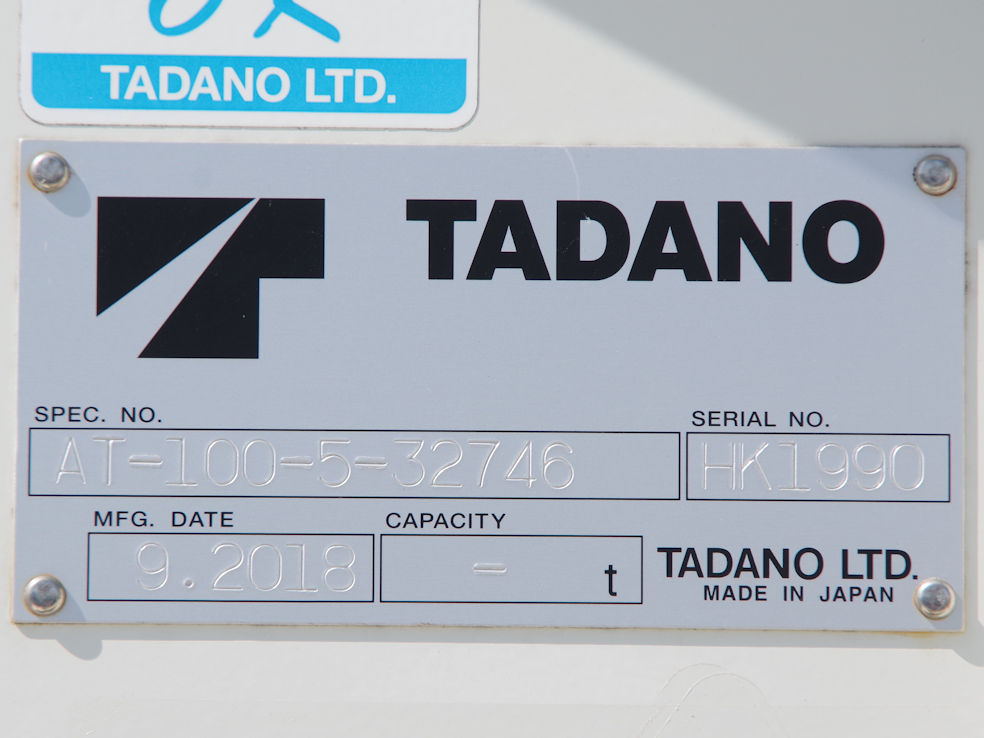 TADANO LTD.
TADANO
SPEC. NO.
AT-100-5-32746
SERIAL NO.
HK1990
MFG. DATE
9.2018
CAPACITY
- t
TADANO LTD.
MADE IN JAPAN